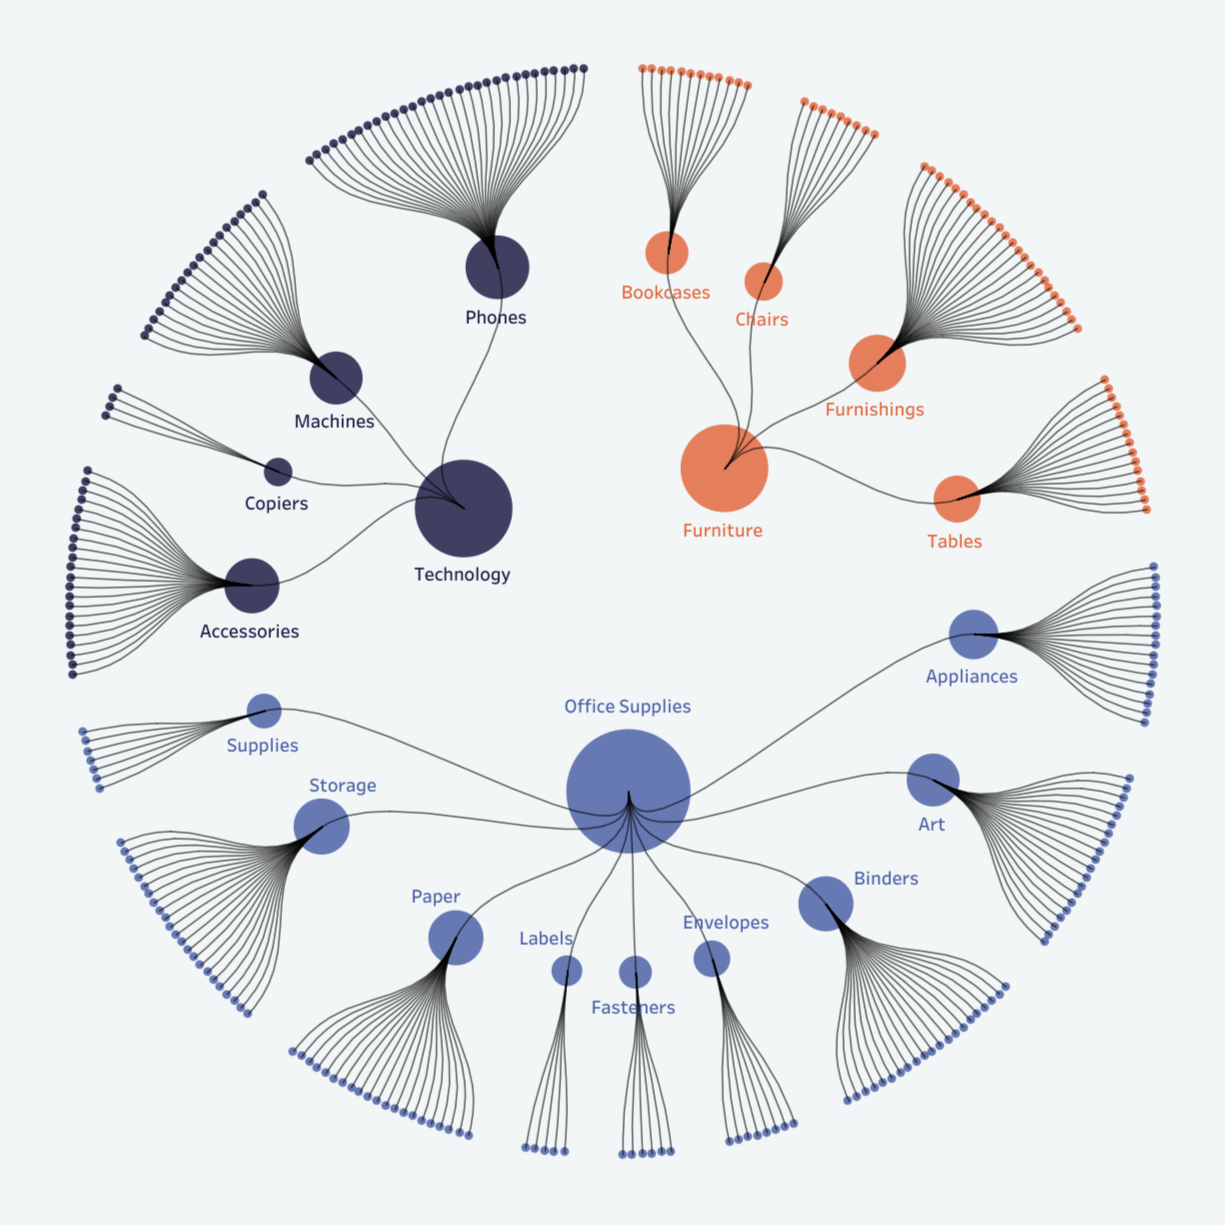 Bookcases
Phones
Chairs
Furnishings
Machines
Copiers
Furniture
Tables
Technology
Accessories
Appliances
Office Supplies
Supplies
Storage
Art
Binders
Paper
Envelopes
Labels
Fasteners